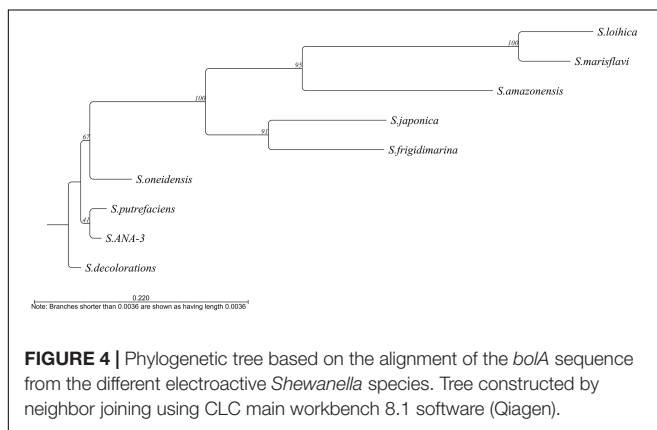 S.loihica
100
S.marisflavi
95
S.amazonensis
100
S.japonica
91
S.frigidimarina
67
S.oneidensis
S.putrefaciens
41
S.ANA-3
S.decolorations
0.220
Note: Branches shorter than 0.0036 are shown as having length 0.0036
FIGURE 4 | Phylogenetic tree based on the alignment of the bolA sequence
from the different electroactive Shewanella species. Tree constructed by
neighbor joining using CLC main workbench 8.1 software (Qiagen).